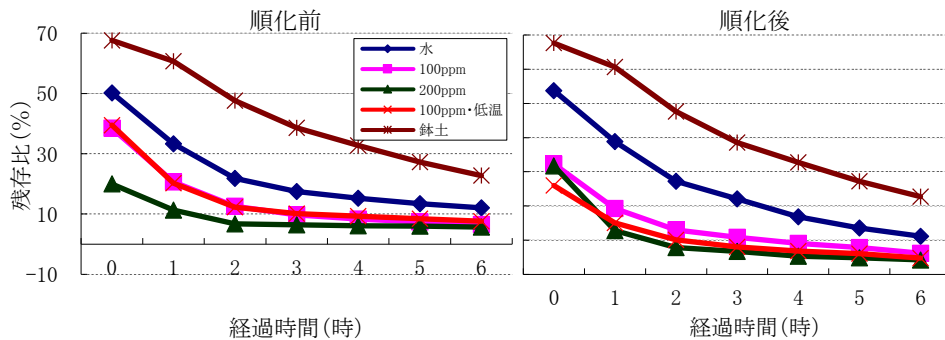 順化前
残存比(%)
70
50
30
10
−10
水
100ppm
200ppm
100ppm・低温
鉢土
0 1 2 3 4 5 6
経過時間(時)
順化後
0 1 2 3 4 5 6
経過時間(時)